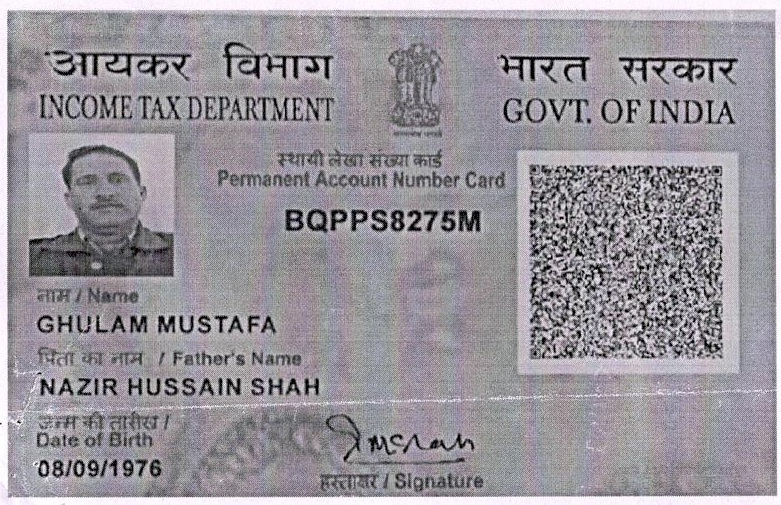 आयकर विभाग
INCOME TAX DEPARTMENT
भारत सरकार
GOVT. OF INDIA
स्थायी लेखा संख्या कार्ड
Permanent Account Number Card
BQPPS8275M
नाम / Name
GHULAM MUSTAFA
पिता का नाम / Father's Name
NAZIR HUSSAIN SHAH
जन्म की तारीख /
Date of Birth
08/09/1976
हस्ताक्षर / Signature